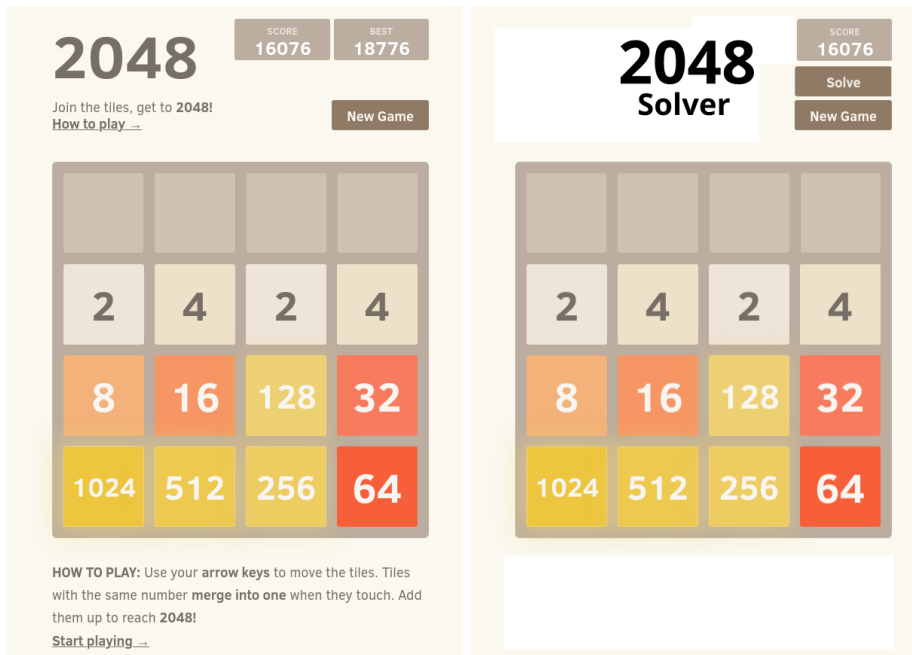 2048
SCORE
16076
BEST
18776
Join the tiles, get to 2048!
How to play →
New Game
2 4 2 4
8 16 128 32
1024 512 256 64
HOW TO PLAY: Use your arrow keys to move the tiles. Tiles
with the same number merge into one when they touch. Add
them up to reach 2048!
Start playing →
2048
Solver
SCORE
16076
Solve
New Game
2 4 2 4
8 16 128 32
1024 512 256 64